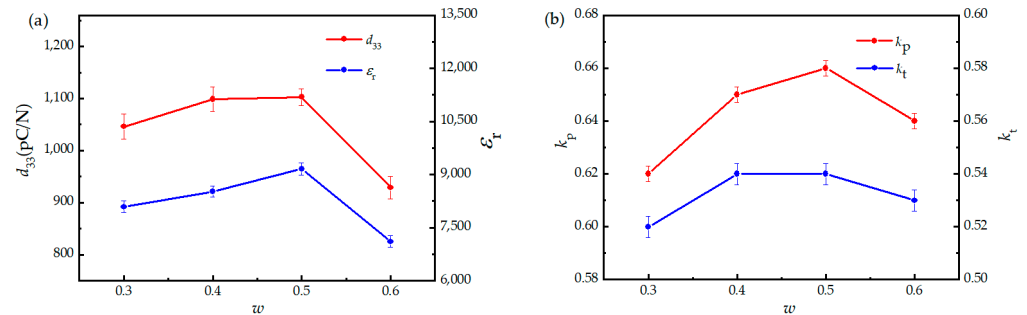 (a)
d33
εr
1,200
1,100
1,000
900
800
d33(pC/N)
13,500
12,000
10,500
9,000
7,500
6,000
εr
0.3 0.4 0.5 0.6
w
(b)
kp
kt
0.68
0.66
0.64
0.62
0.60
0.58
kp
0.60
0.58
0.56
0.54
0.52
0.50
kt
0.3 0.4 0.5 0.6
w